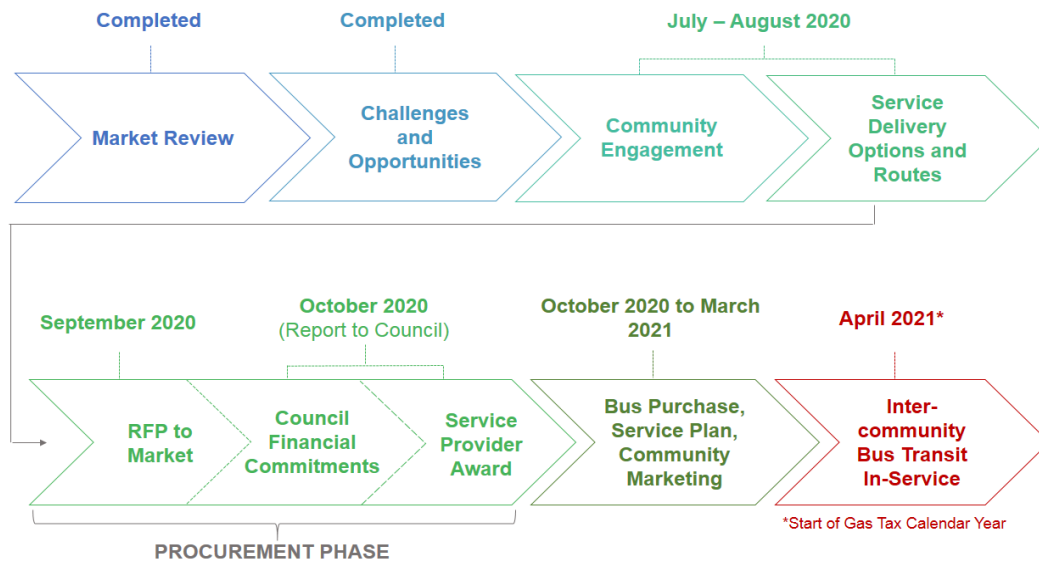 Completed
Completed
July – August 2020
Market Review
Challenges
and
Opportunities
Community
Engagement
Service
Delivery
Options and
Routes
September 2020
October 2020
(Report to Council)
October 2020 to March
2021
April 2021*
RFP to
Market
Council
Financial
Commitments
Service
Provider
Award
Bus Purchase,
Service Plan,
Community
Marketing
Inter-
community
Bus Transit
In-Service
*Start of Gas Tax Calendar Year
PROCUREMENT PHASE